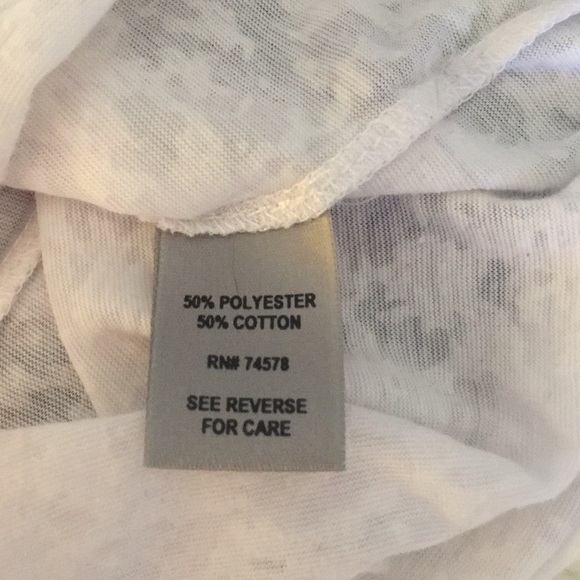 50% POLYESTER
50% COTTON
RN# 74578
SEE REVERSE
FOR CARE